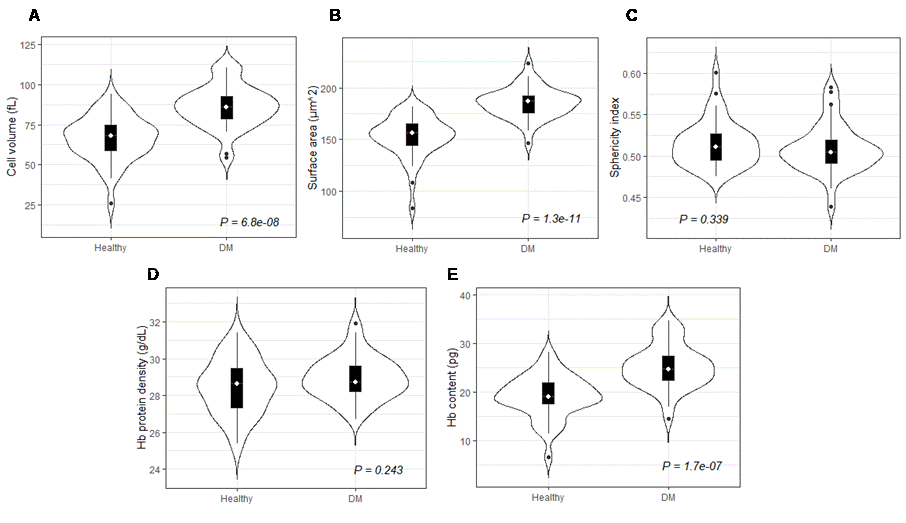 A
Cell volume (fL)
125
100
75
50
25
P = 6.8e-08
Healthy
DM
B
Surface area (µm^2)
200
150
100
P = 1.3e-11
Healthy
DM
C
Sphericity index
0.60
0.55
0.50
0.45
P = 0.339
Healthy
DM
D
Hb protein density (g/dL)
32
30
28
26
24
P = 0.243
Healthy
DM
E
Hb content (pg)
40
30
20
10
P = 1.7e-07
Healthy
DM